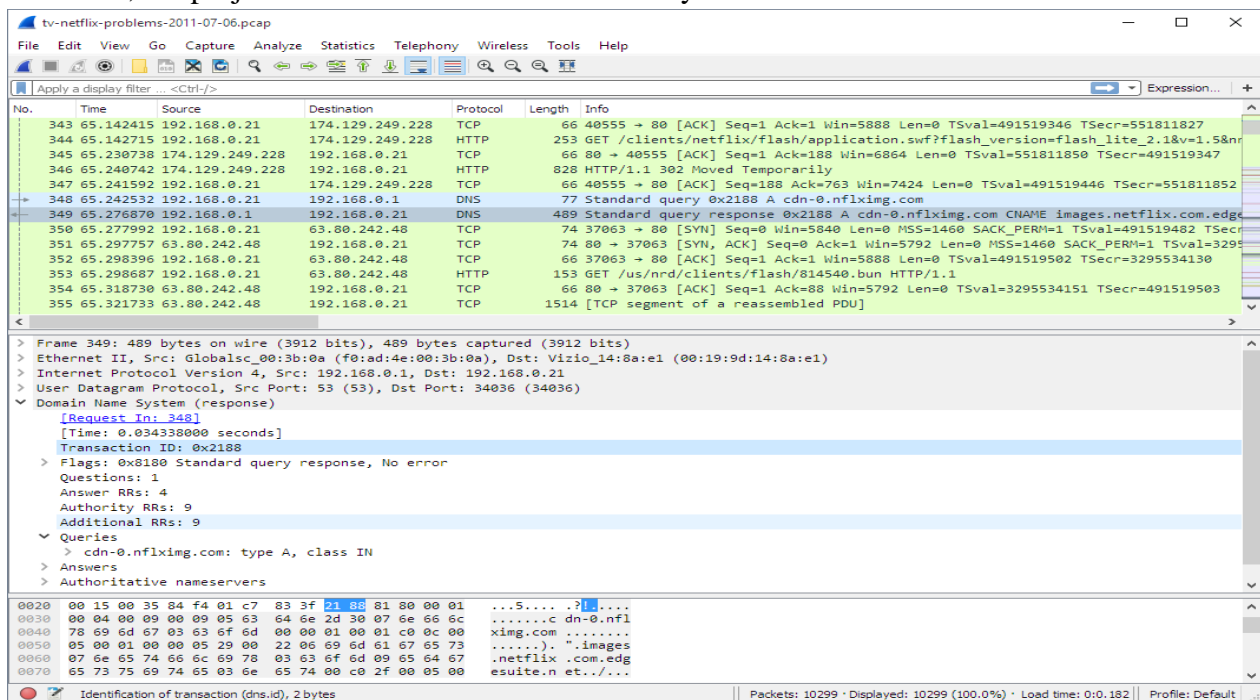 tv-netflix-problems-2011-07-06.pcap
File Edit View Go Capture Analyze Statistics Telephony Wireless Tools Help
Apply a display filter ... <Ctrl-/> Expression... +
No. Time Source Destination Protocol Length Info
343 65.142415 192.168.0.21 174.129.249.228 TCP 66 40555 → 80 [ACK] Seq=1 Ack=1 Win=5888 Len=0 TSval=491519346 TSecr=551811827
344 65.142715 192.168.0.21 174.129.249.228 HTTP 253 GET /clients/netflix/flash/application.swf?flash_version=flash_lite_2.1&v=1.5&nr
345 65.230738 174.129.249.228 192.168.0.21 TCP 66 80 → 40555 [ACK] Seq=1 Ack=188 Win=6864 Len=0 TSval=551811850 TSecr=491519347
346 65.240742 174.129.249.228 192.168.0.21 HTTP 828 HTTP/1.1 302 Moved Temporarily
347 65.241592 192.168.0.21 174.129.249.228 TCP 66 40555 → 80 [ACK] Seq=188 Ack=763 Win=7424 Len=0 TSval=491519446 TSecr=551811852
348 65.242532 192.168.0.21 192.168.0.1 DNS 77 Standard query 0x2188 A cdn-0.nflximg.com
349 65.276870 192.168.0.1 192.168.0.21 DNS 489 Standard query response 0x2188 A cdn-0.nflximg.com CNAME images.netflix.com.edge
350 65.277992 192.168.0.21 63.80.242.48 TCP 74 37063 → 80 [SYN] Seq=0 Win=5840 Len=0 MSS=1460 SACK_PERM=1 TSval=491519482 TSecr
351 65.297757 63.80.242.48 192.168.0.21 TCP 74 80 → 37063 [SYN, ACK] Seq=0 Ack=1 Win=5792 Len=0 MSS=1460 SACK_PERM=1 TSval=3295
352 65.298396 192.168.0.21 63.80.242.48 TCP 66 37063 → 80 [ACK] Seq=1 Ack=1 Win=5888 Len=0 TSval=491519502 TSecr=3295534130
353 65.298687 192.168.0.21 63.80.242.48 HTTP 153 GET /us/nrd/clients/flash/814540.bun HTTP/1.1
354 65.318730 63.80.242.48 192.168.0.21 TCP 66 80 → 37063 [ACK] Seq=1 Ack=88 Win=5792 Len=0 TSval=3295534151 TSecr=491519503
355 65.321733 63.80.242.48 192.168.0.21 TCP 1514 [TCP segment of a reassembled PDU]
> Frame 349: 489 bytes on wire (3912 bits), 489 bytes captured (3912 bits)
> Ethernet II, Src: Globalsc_00:3b:0a (f0:ad:4e:00:3b:0a), Dst: Vizio_14:8a:e1 (00:19:9d:14:8a:e1)
> Internet Protocol Version 4, Src: 192.168.0.1, Dst: 192.168.0.21
> User Datagram Protocol, Src Port: 53 (53), Dst Port: 34036 (34036)
Domain Name System (response)
[Request In: 348]
[Time: 0.034338000 seconds]
Transaction ID: 0x2188
> Flags: 0x8180 Standard query response, No error
Questions: 1
Answer RRs: 4
Authority RRs: 9
Additional RRs: 9
Queries
> cdn-0.nflximg.com: type A, class IN
> Answers
> Authoritative nameservers
0020 00 15 00 35 84 f4 01 c7 83 3f 21 88 81 80 00 01 ...5.... .?!.....
0030 00 04 00 09 00 09 05 63 64 6e 2d 30 07 6e 66 6c .......c dn-0.nfl
0040 78 69 6d 67 03 63 6f 6d 00 00 01 00 01 c0 0c 00 ximg.com ........
0050 05 00 01 00 00 05 29 00 22 06 69 6d 61 67 65 73 ......). ".images
0060 07 6e 65 74 66 6c 69 78 03 63 6f 6d 09 65 64 67 .netflix .com.edg
0070 65 73 75 69 74 65 03 6e 65 74 00 c0 2f 00 05 00 esuite.n et../...
Identification of transaction (dns.id), 2 bytes Packets: 10299 · Displayed: 10299 (100.0%) · Load time: 0:0.182 Profile: Default